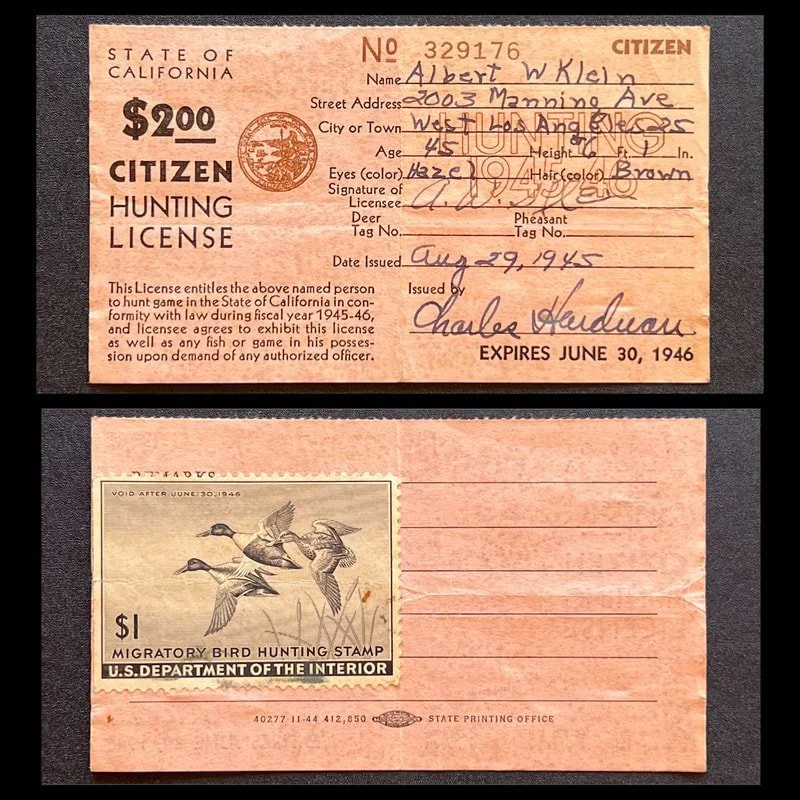 STATE OF
CALIFORNIA
$2.00
CITIZEN
HUNTING
LICENSE
This License entitles the above named person
to hunt game in the State of California in con-
formity with law during fiscal year 1945-46,
and licensee agrees to exhibit this license
as well as any fish or game in his posses-
sion upon demand of any authorized officer.
No 329176 CITIZEN
Name Albert W Klein
Street Address 2003 Manning Ave
City or Town West Los Angeles-25
HUNTING
1945-46
Age 45 Height 6 Ft. 1 In.
Eyes (color) Hazel Hair (color) Brown
Signature of
Licensee A. W.
Deer
Tag No.
Pheasant
Tag No.
Date Issued Aug 29, 1945
Issued by
Charles Hardman
EXPIRES JUNE 30, 1946
REMARKS
VOID AFTER JUNE 30, 1946
$1
MIGRATORY BIRD HUNTING STAMP
U.S. DEPARTMENT OF THE INTERIOR
40277 11-44 412,850 STATE PRINTING OFFICE